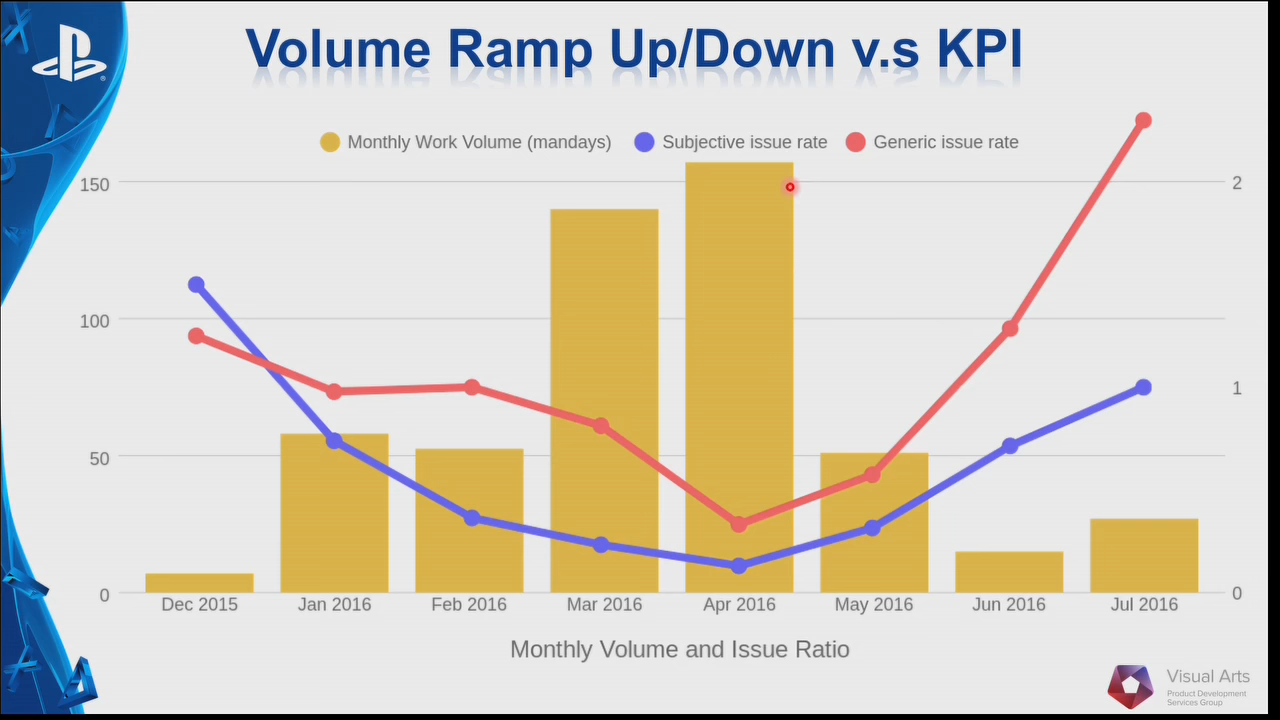 Volume Ramp Up/Down v.s KPI
Monthly Work Volume (mandays) Subjective issue rate Generic issue rate
150 2
100
1
50
0 0
Dec 2015 Jan 2016 Feb 2016 Mar 2016 Apr 2016 May 2016 Jun 2016 Jul 2016
Monthly Volume and Issue Ratio
Visual Arts
Product Development
Services Group